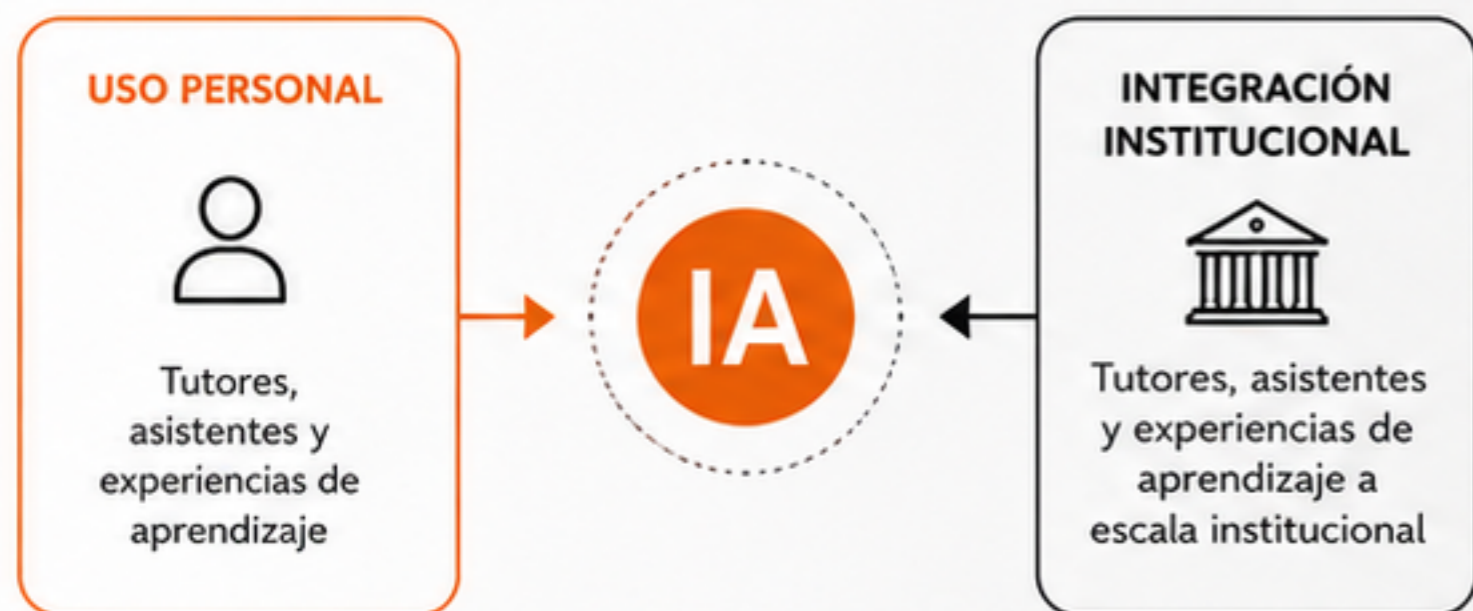 USO PERSONAL
Tutores,
asistentes y
experiencias de
aprendizaje
IA
INTEGRACIÓN
INSTITUCIONAL
Tutores, asistentes
y experiencias de
aprendizaje a
escala institucional